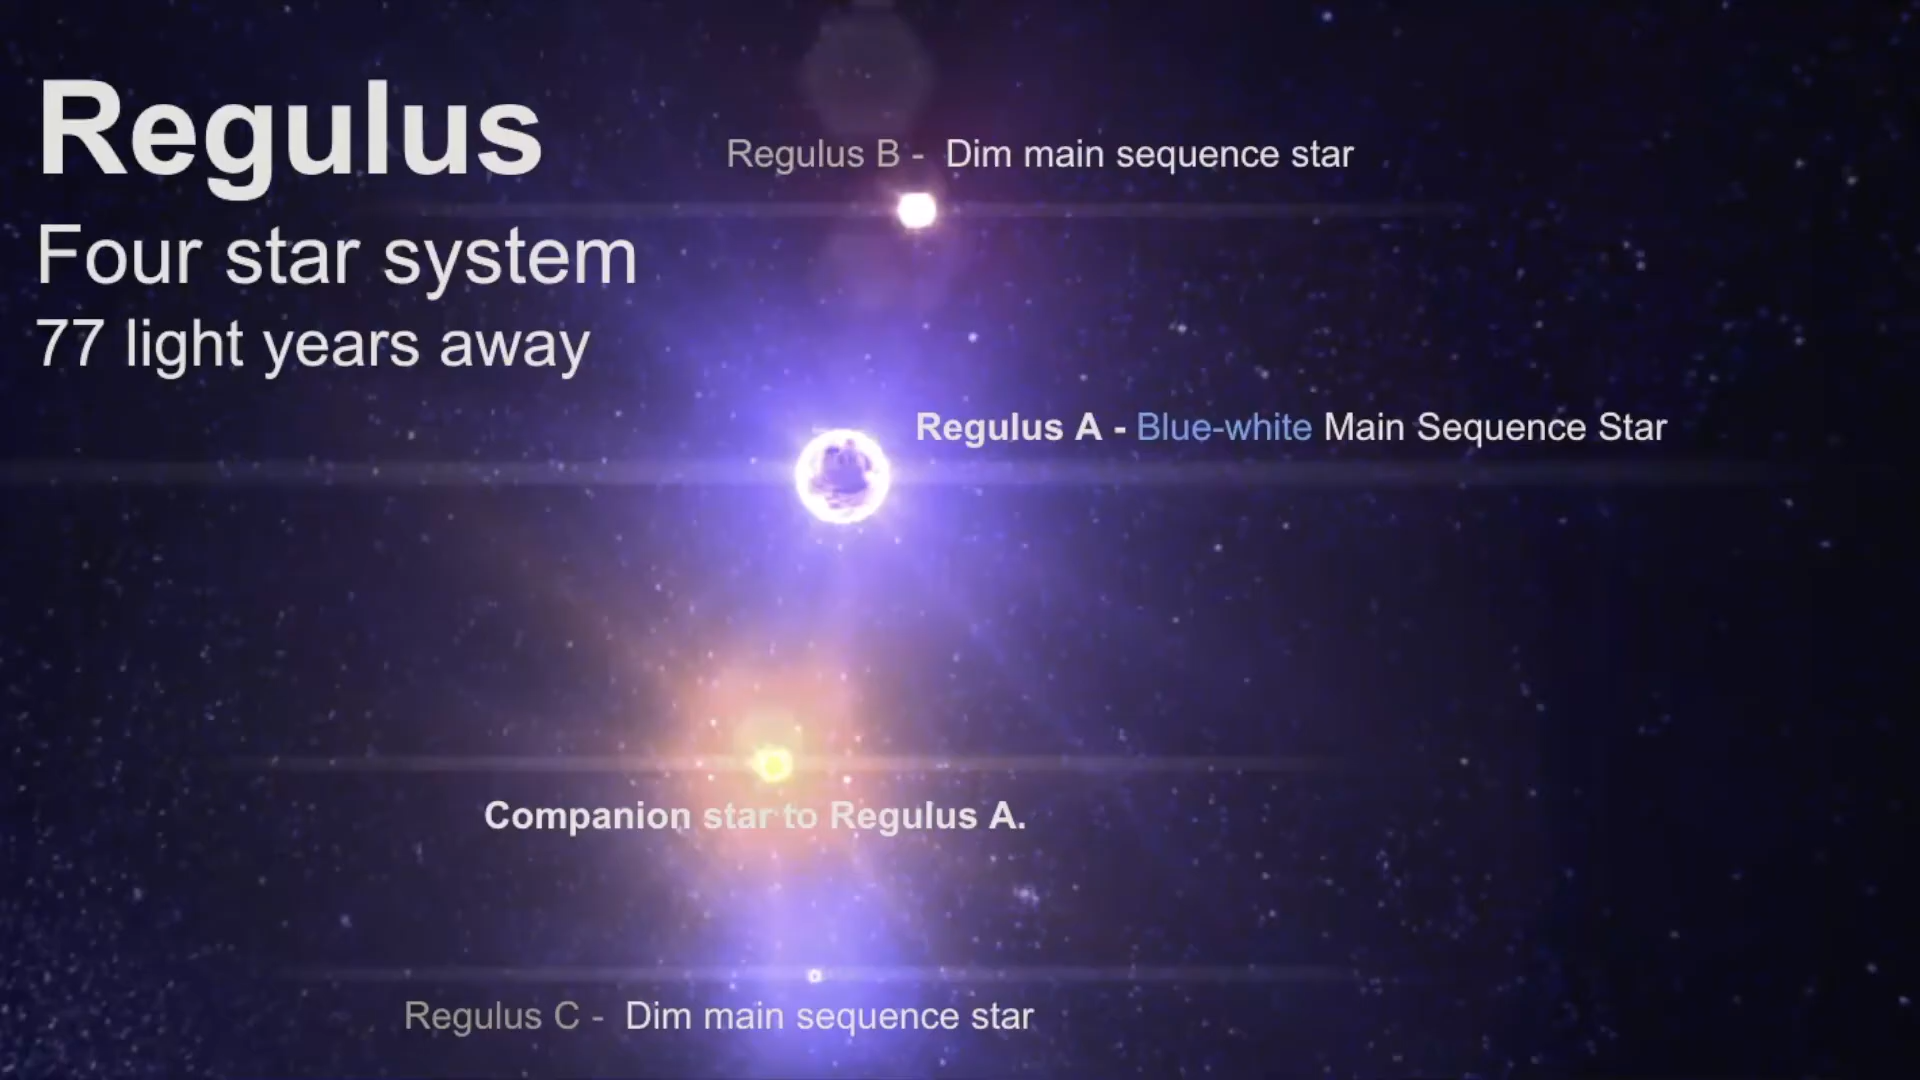 Regulus
Four star system
77 light years away
Regulus B - Dim main sequence star
Regulus A - Blue-white Main Sequence Star
Companion star to Regulus A.
Regulus C - Dim main sequence star